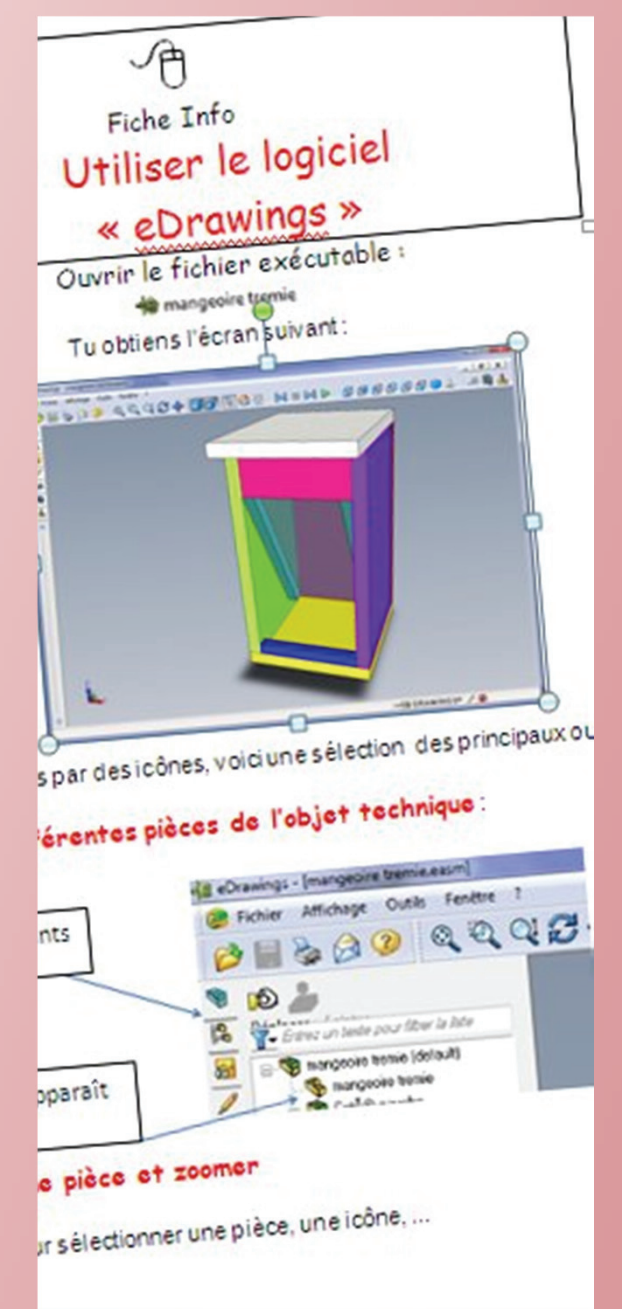 Fiche Info
Utiliser le logiciel
« eDrawings »
Ouvrir le fichier exécutable :
mangeoire tremie
Tu obtiens l'écran suivant :
s par des icônes, voici une sélection des principaux ou
férentes pièces de l'objet technique :
eDrawings - [mangeoire tremie.easm]
Fichier Affichage Outils Fenêtre ?
nts
Entrez un texte pour filtrer la liste
mangeoire tremie (default)
mangeoire tremie
pparaît
e pièce et zoomer
ur sélectionner une pièce, une icône, ...